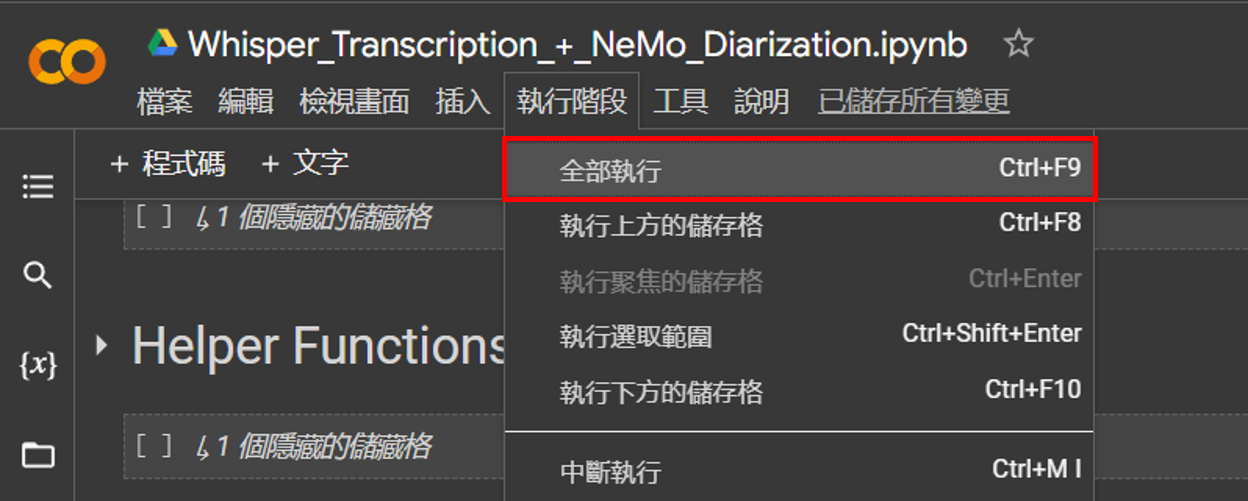 Whisper_Transcription_+_NeMo_Diarization.ipynb
檔案 編輯 檢視畫面 插入 執行階段 工具 說明 已儲存所有變更
+ 程式碼 + 文字
全部執行 Ctrl+F9
[ ] ↳ 1 個隱藏的儲藏格
執行上方的儲存格 Ctrl+F8
執行聚焦的儲存格 Ctrl+Enter
{x}
Helper Functions
執行選取範圍 Ctrl+Shift+Enter
執行下方的儲存格 Ctrl+F10
[ ] ↳ 1 個隱藏的儲藏格
中斷執行 Ctrl+M I